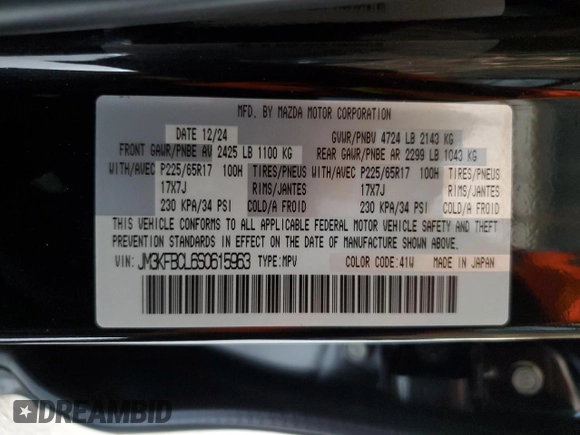 MFD. BY MAZDA MOTOR CORPORATION
DATE 12/24 GVWR/PNBV 4724 LB 2143 KG
FRONT GAWR/PNBE AV 2425 LB 1100 KG REAR GAWR/PNBE AR 2299 LB 1043 KG
WITH/AVEC P225/65R17 100H TIRES/PNEUS WITH/AVEC P225/65R17 100H TIRES/PNEUS
17X7J RIMS/JANTES 17X7J RIMS/JANTES
230 KPA/34 PSI COLD/A FROID 230 KPA/34 PSI COLD/A FROID
THIS VEHICLE CONFORMS TO ALL APPLICABLE FEDERAL MOTOR VEHICLE SAFETY AND THEFT
PREVENTION STANDARDS IN EFFECT ON THE DATE OF MANUFACTURE SHOWN ABOVE.
VIN: JM3KFBCL6S0615963 TYPE:MPV COLOR CODE:41W MADE IN JAPAN
DREAMBID